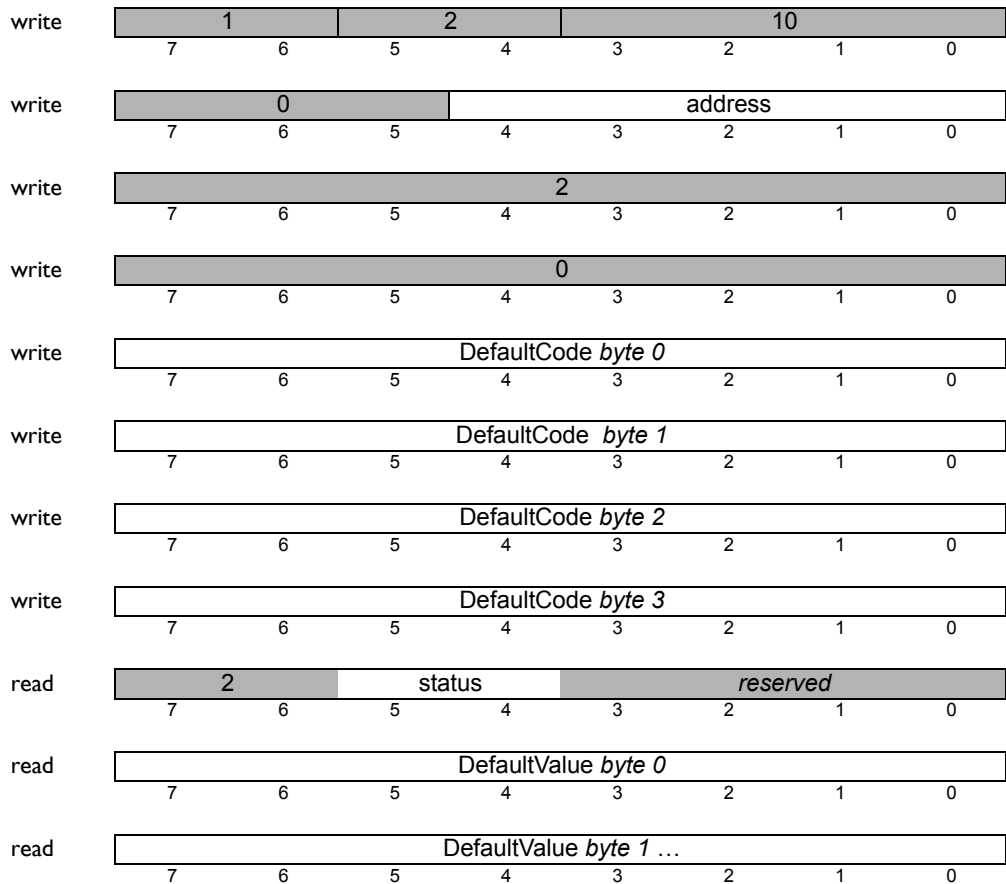 write 1 2 10
7 6 5 4 3 2 1 0
write 0 address
7 6 5 4 3 2 1 0
write 2
7 6 5 4 3 2 1 0
write 0
7 6 5 4 3 2 1 0
write DefaultCode byte 0
7 6 5 4 3 2 1 0
write DefaultCode byte 1
7 6 5 4 3 2 1 0
write DefaultCode byte 2
7 6 5 4 3 2 1 0
write DefaultCode byte 3
7 6 5 4 3 2 1 0
read 2 status reserved
7 6 5 4 3 2 1 0
read DefaultValue byte 0
7 6 5 4 3 2 1 0
read DefaultValue byte 1 …
7 6 5 4 3 2 1 0